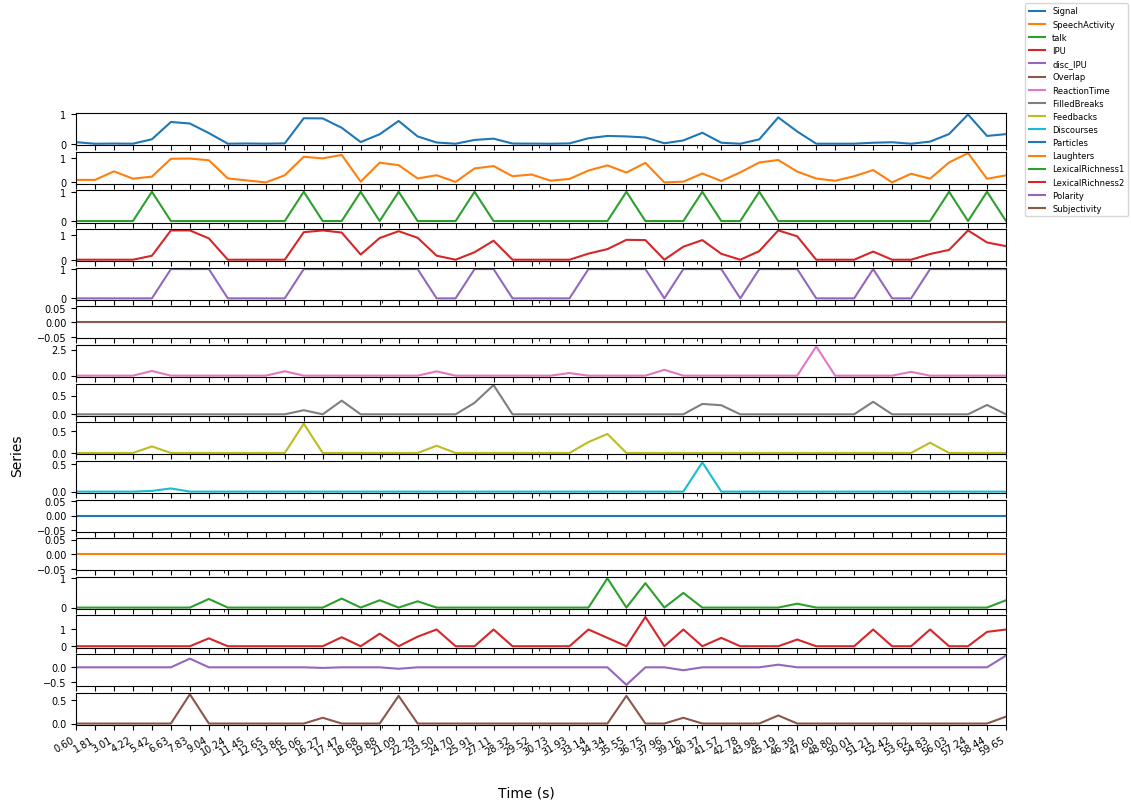 Signal
SpeechActivity
talk
IPU
disc_IPU
Overlap
ReactionTime
FilledBreaks
Feedbacks
Discourses
Particles
Laughters
LexicalRichness1
LexicalRichness2
Polarity
Subjectivity
1
0
1
0
1
0
1
0
1
0
0.05
0.00
−0.05
2.5
0.0
0.5
0.0
0.5
0.0
0.5
0.0
0.05
0.00
−0.05
0.05
0.00
−0.05
1
0
1
0
0.0
−0.5
0.5
0.0
Series
0.60 1.81 3.01 4.22 5.42 6.63 7.83 9.04 10.24 11.45 12.65 13.86 15.06 16.27 17.47 18.68 19.88 21.09 22.29 23.50 24.70 25.91 27.11 28.32 29.52 30.73 31.93 33.14 34.34 35.55 36.75 37.96 39.16 40.37 41.57 42.78 43.98 45.19 46.39 47.60 48.80 50.01 51.21 52.42 53.62 54.83 56.03 57.24 58.44 59.65
Time (s)